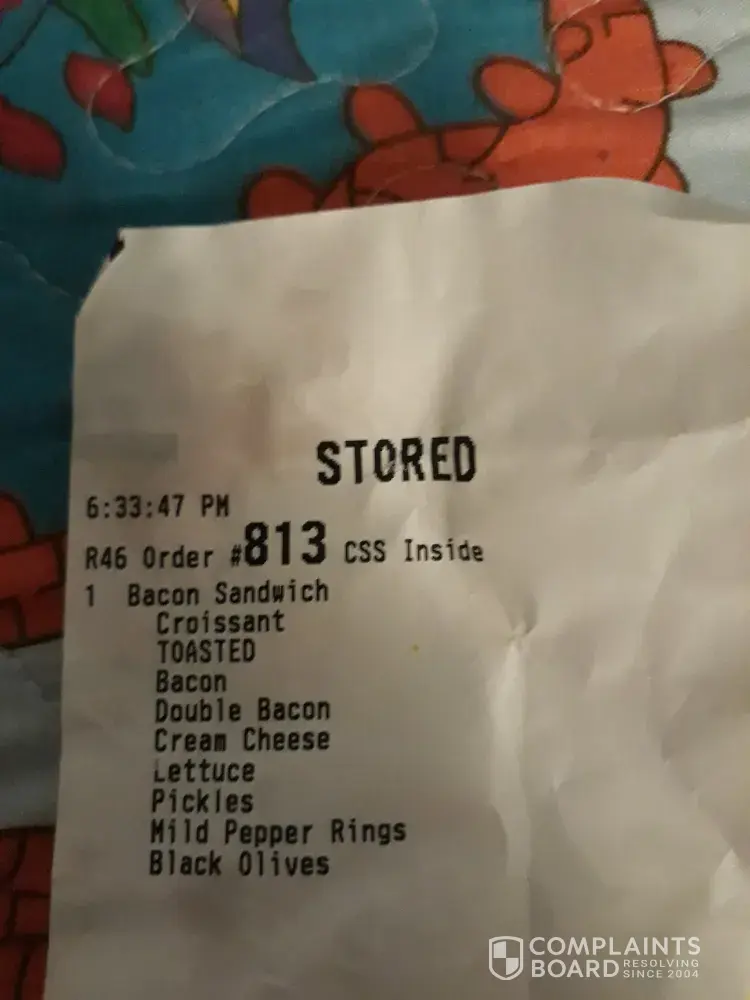 STORED
6:33:47 PM
R46 Order #813 CSS Inside
1 Bacon Sandwich
Croissant
TOASTED
Bacon
Double Bacon
Cream Cheese
Lettuce
Pickles
Mild Pepper Rings
Black Olives
COMPLAINTS
BOARD RESOLVING
SINCE 2004